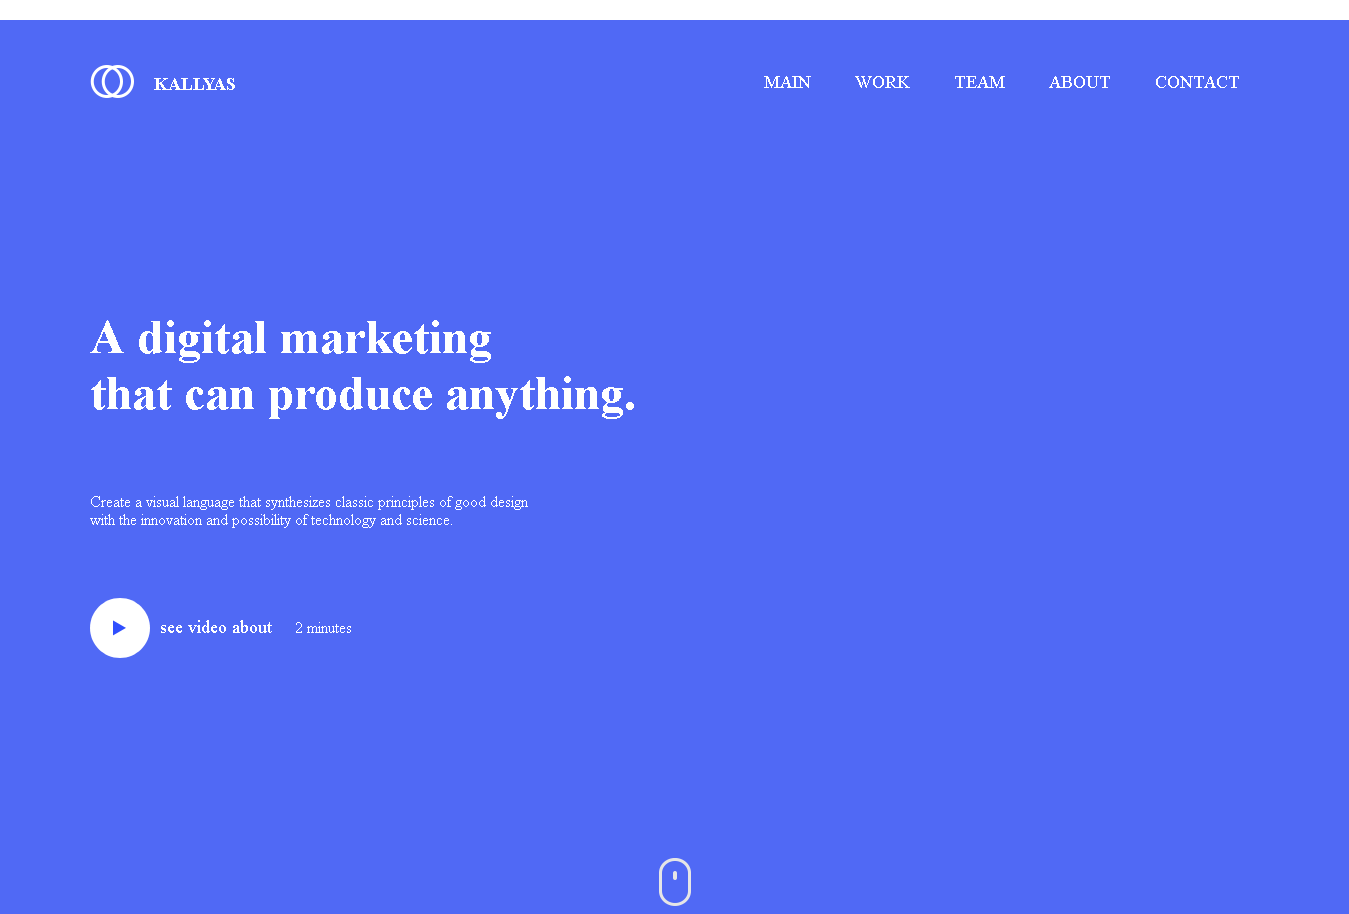 KALLYAS
MAIN WORK TEAM ABOUT CONTACT
A digital marketing
that can produce anything.
Create a visual language that synthesizes classic principles of good design
with the innovation and possibility of technology and science.
see video about 2 minutes